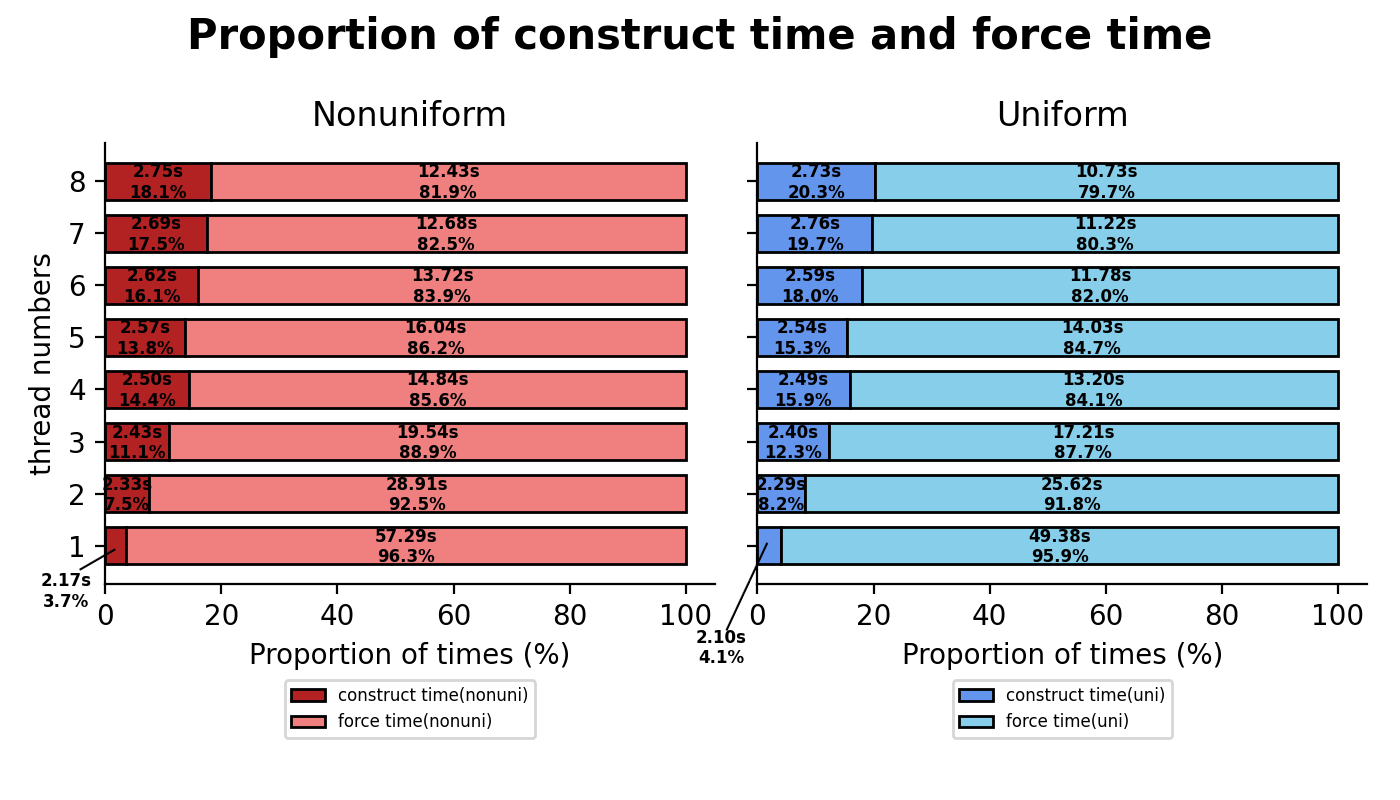 Proportion of construct time and force time
Nonuniform
thread numbers
8
2.75s
18.1%
12.43s
81.9%
7
2.69s
17.5%
12.68s
82.5%
6
2.62s
16.1%
13.72s
83.9%
5
2.57s
13.8%
16.04s
86.2%
4
2.50s
14.4%
14.84s
85.6%
3
2.43s
11.1%
19.54s
88.9%
2
2.33s
7.5%
28.91s
92.5%
1
57.29s
96.3%
2.17s
3.7%
0 20 40 60 80 100
Proportion of times (%)
construct time(nonuni)
force time(nonuni)
Uniform
2.73s
20.3%
10.73s
79.7%
2.76s
19.7%
11.22s
80.3%
2.59s
18.0%
11.78s
82.0%
2.54s
15.3%
14.03s
84.7%
2.49s
15.9%
13.20s
84.1%
2.40s
12.3%
17.21s
87.7%
2.29s
8.2%
25.62s
91.8%
49.38s
95.9%
2.10s
4.1%
0 20 40 60 80 100
Proportion of times (%)
construct time(uni)
force time(uni)